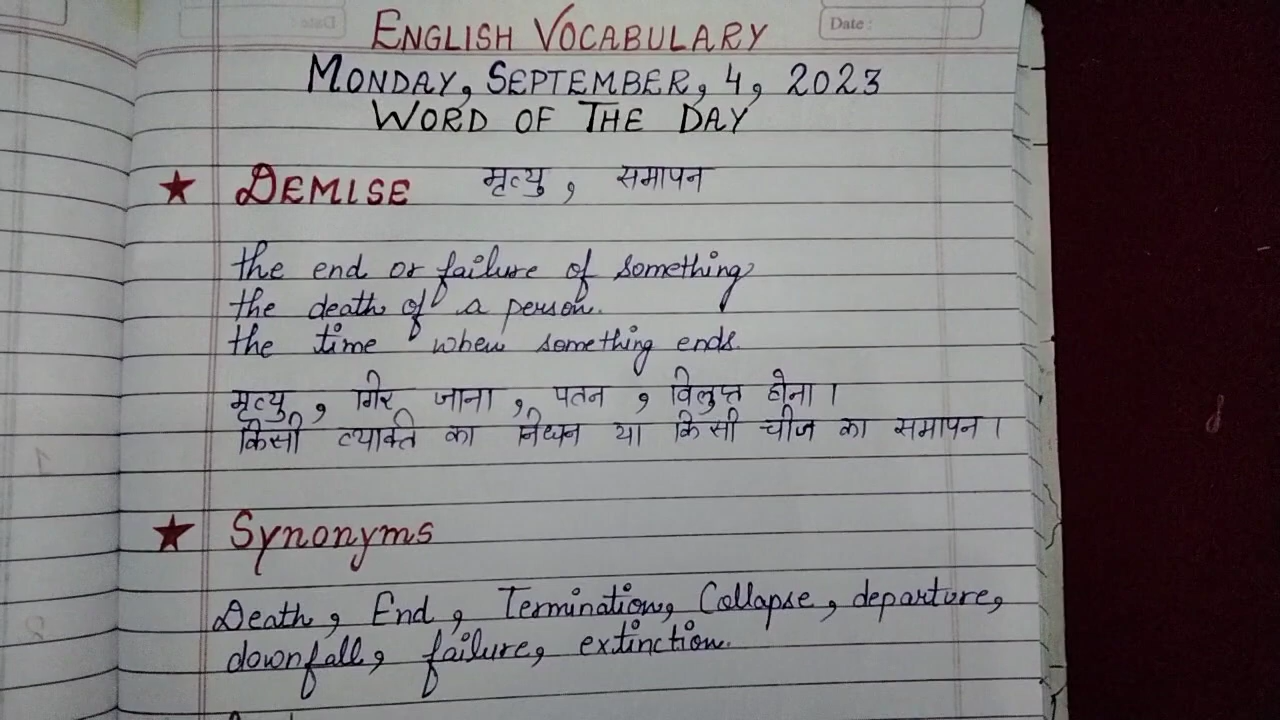 ENGLISH VOCABULARY
Date :
MONDAY, SEPTEMBER, 4, 2023
WORD OF THE DAY
★ DEMISE मृत्यु, समापन
the end or failure of something
the death of a person.
the time when something ends.
मृत्यु, गिर जाना, पतन, विलुप्त होना।
किसी व्यक्ति का निधन या किसी चीज का समापन।
★ Synonyms
Death, End, Termination, Collapse, departure,
downfall, failure, extinction.